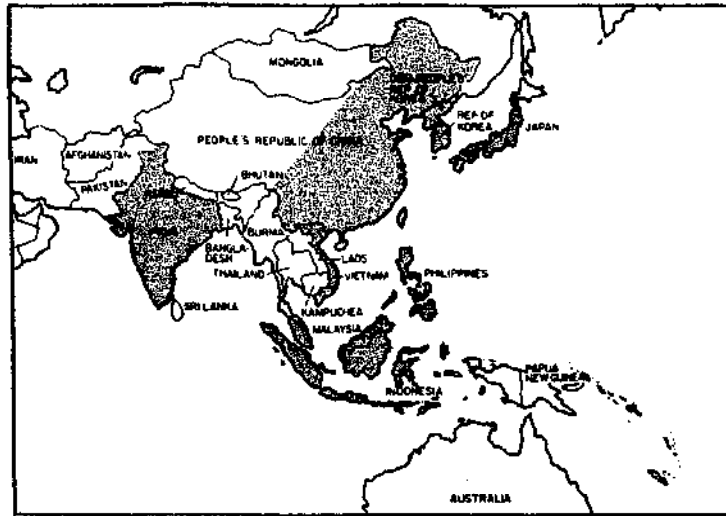 MONGOLIA
REP OF
KOREA
JAPAN
PEOPLE'S REPUBLIC OF CHINA
IRAN
AFGHANISTAN
PAKISTAN
BHUTAN
BURMA
BANGLA-
DESH
LAOS
THAILAND
VIETNAM
PHILIPPINES
SRI LANKA
KAMPUCHEA
MALAYSIA
INDONESIA
PAPUA
NEW GUINEA
AUSTRALIA